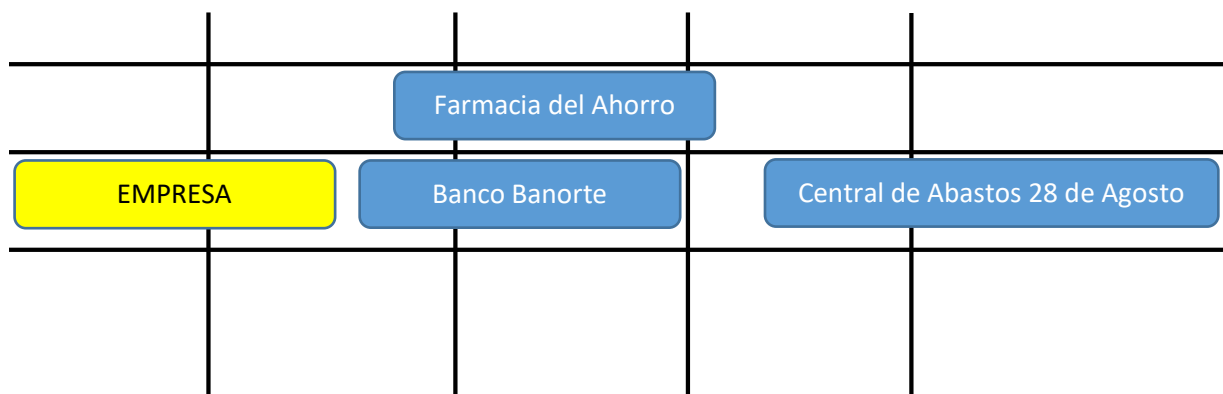 Farmacia del Ahorro
EMPRESA
Banco Banorte
Central de Abastos 28 de Agosto